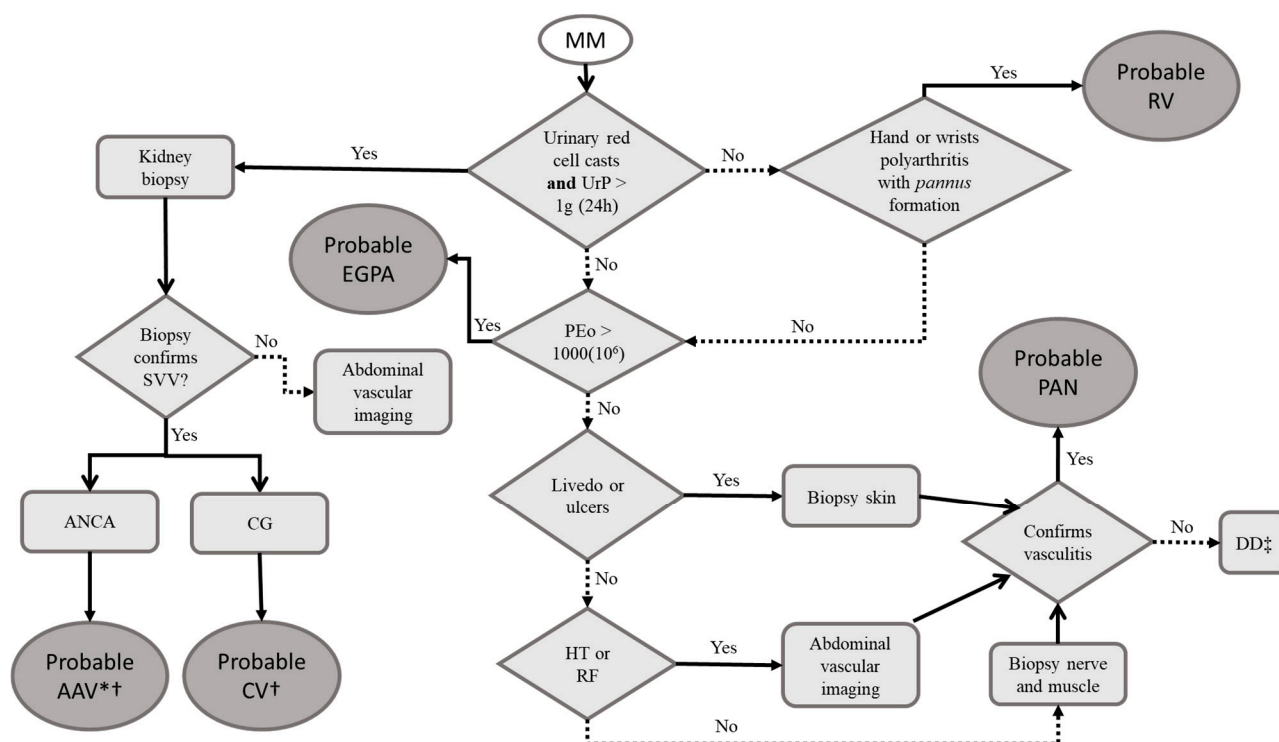 MM
Yes
Probable
RV
Urinary red
cell casts
and UrP >
1g (24h)
Hand or wrists
polyarthritis
with pannus
formation
Yes
No
Kidney
biopsy
Probable
EGPA
No
Yes
PEo >
1000(10⁶)
No
Biopsy
confirms
SVV?
No
Abdominal
vascular
imaging
Probable
PAN
No
Yes
Yes
Livedo or
ulcers
Yes
Biopsy skin
Confirms
vasculitis
No
DD‡
ANCA
CG
No
Probable
AAV*†
Probable
CV†
HT or
RF
Yes
Abdominal
vascular
imaging
Biopsy nerve
and muscle
No